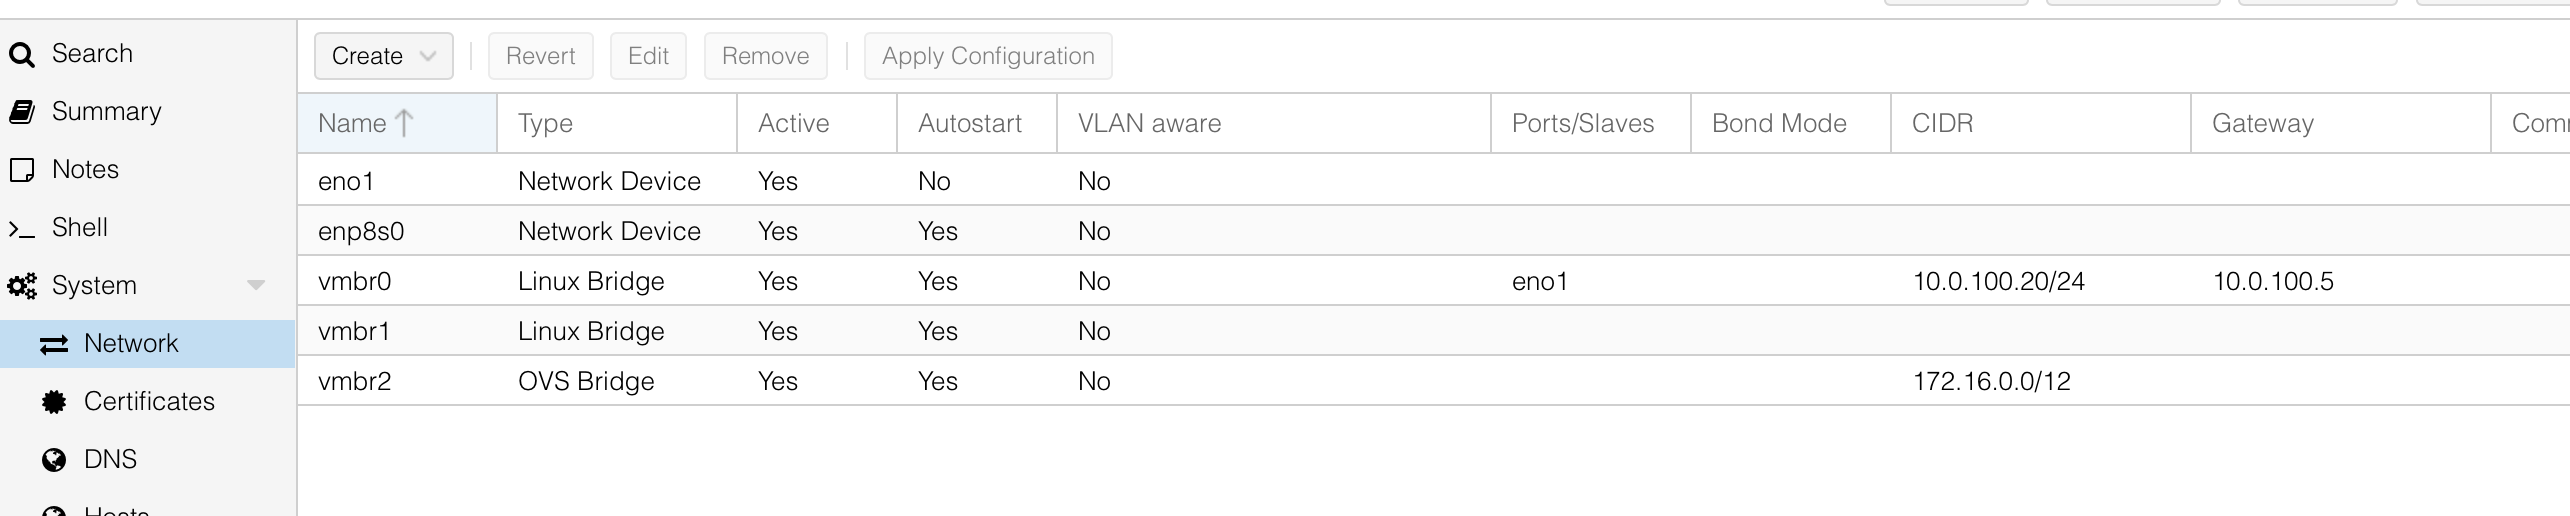 Search
Summary
Notes
Shell
System
Network
Certificates
DNS
Hosts
Create Revert Edit Remove Apply Configuration
Name Type Active Autostart VLAN aware Ports/Slaves Bond Mode CIDR Gateway
eno1 Network Device Yes No No
enp8s0 Network Device Yes Yes No
vmbr0 Linux Bridge Yes Yes No eno1 10.0.100.20/24 10.0.100.5
vmbr1 Linux Bridge Yes Yes No
vmbr2 OVS Bridge Yes Yes No 172.16.0.0/12